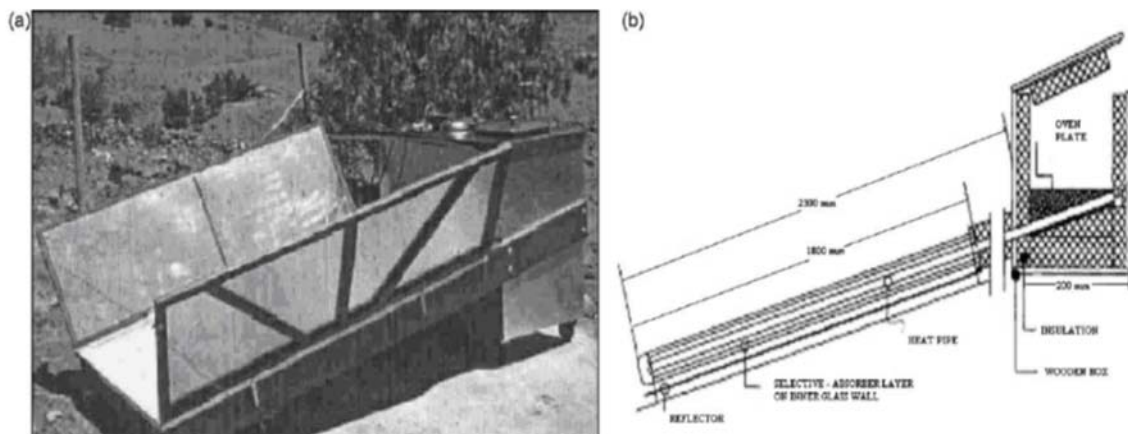 (a)
(b)
OVEN
PLATE
2300 mm
1800 mm
200 mm
INSULATION
HEAT PIPE
WOODEN BOX
SELECTIVE - ABSORBER LAYER
ON INNER GLASS WALL
REFLECTOR